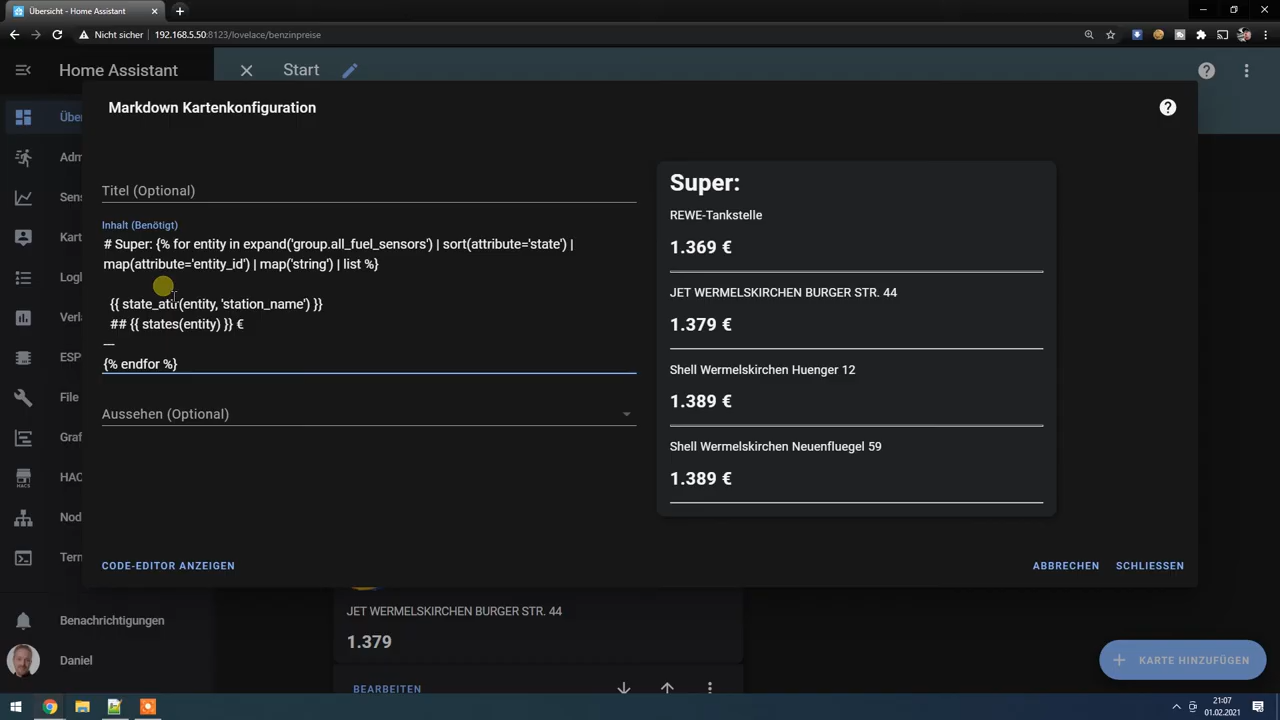 Übersicht - Home Assistant
Nicht sicher
192.168.5.50:8123/lovelace/benzinpreise
Home Assistant
Start
Markdown Kartenkonfiguration
Titel (Optional)
Inhalt (Benötigt)
# Super: {% for entity in expand('group.all_fuel_sensors') | sort(attribute='state') |
map(attribute='entity_id') | map('string') | list %}
{{ state_attr(entity, 'station_name') }}
## {{ states(entity) }} €
---
{% endfor %}
Aussehen (Optional)
CODE-EDITOR ANZEIGEN
Super:
REWE-Tankstelle
1.369 €
JET WERMELSKIRCHEN BURGER STR. 44
1.379 €
Shell Wermelskirchen Huenger 12
1.389 €
Shell Wermelskirchen Neuenfluegel 59
1.389 €
ABBRECHEN
SCHLIESSEN
Über
Adm
Sens
Kart
Logl
Verla
ESP
File
Graf
HAC
HACS
Nod
Term
Benachrichtigungen
Daniel
JET WERMELSKIRCHEN BURGER STR. 44
1.379
BEARBEITEN
KARTE HINZUFÜGEN
21:07
01.02.2021